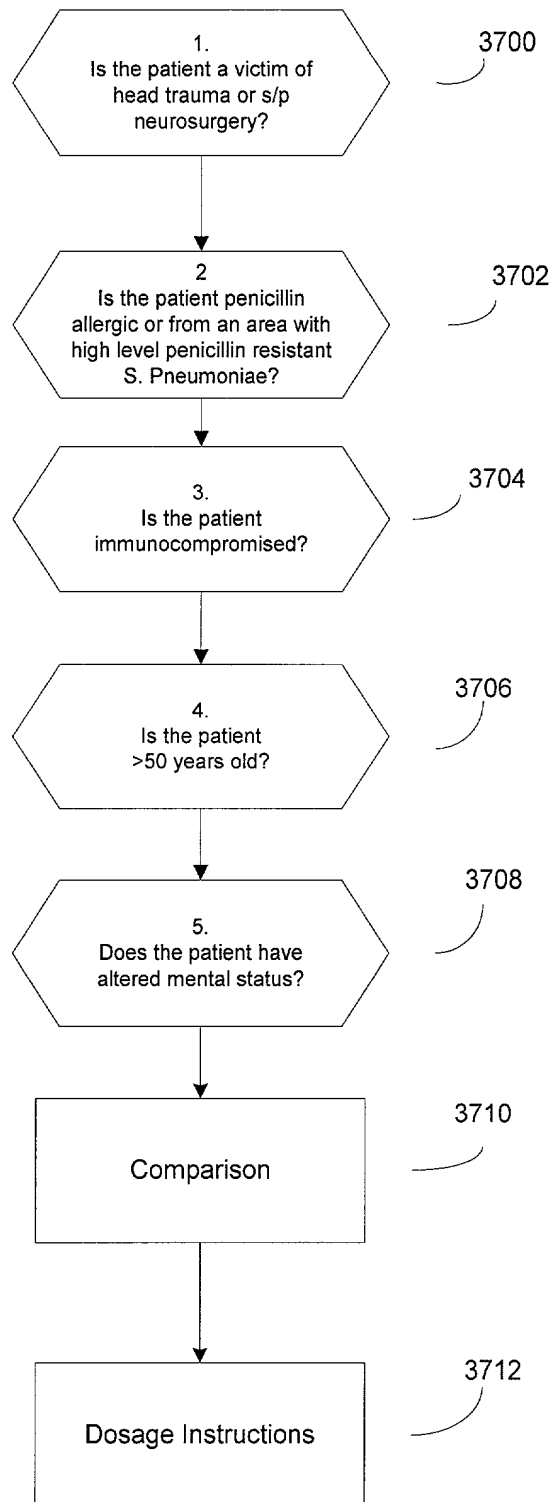 1.
Is the patient a victim of
head trauma or s/p
neurosurgery?
3700
2
Is the patient penicillin
allergic or from an area with
high level penicillin resistant
S. Pneumoniae?
3702
3.
Is the patient
immunocompromised?
3704
4.
Is the patient
>50 years old?
3706
5.
Does the patient have
altered mental status?
3708
Comparison
3710
Dosage Instructions
3712